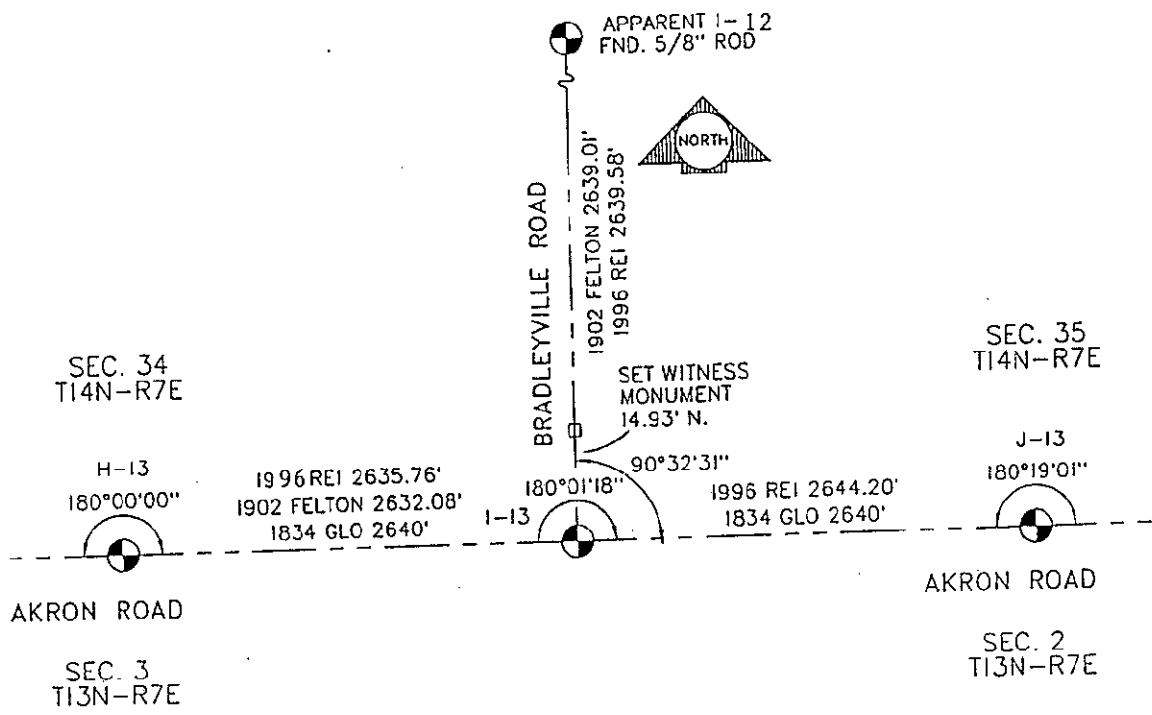 APPARENT I-12
FND. 5/8" ROD
NORTH
BRADLEYVILLE ROAD
1902 FELTON 2639.01'
1996 REI 2639.58'
SEC. 34
T14N-R7E
SEC. 35
T14N-R7E
SET WITNESS
MONUMENT
14.93' N.
H-13
180°00'00"
1996 REI 2635.76'
1902 FELTON 2632.08'
1834 GLO 2640'
I-13
180°01'18"
90°32'31"
1996 REI 2644.20'
1834 GLO 2640'
J-13
180°19'01"
AKRON ROAD
AKRON ROAD
SEC. 3
T13N-R7E
SEC. 2
T13N-R7E